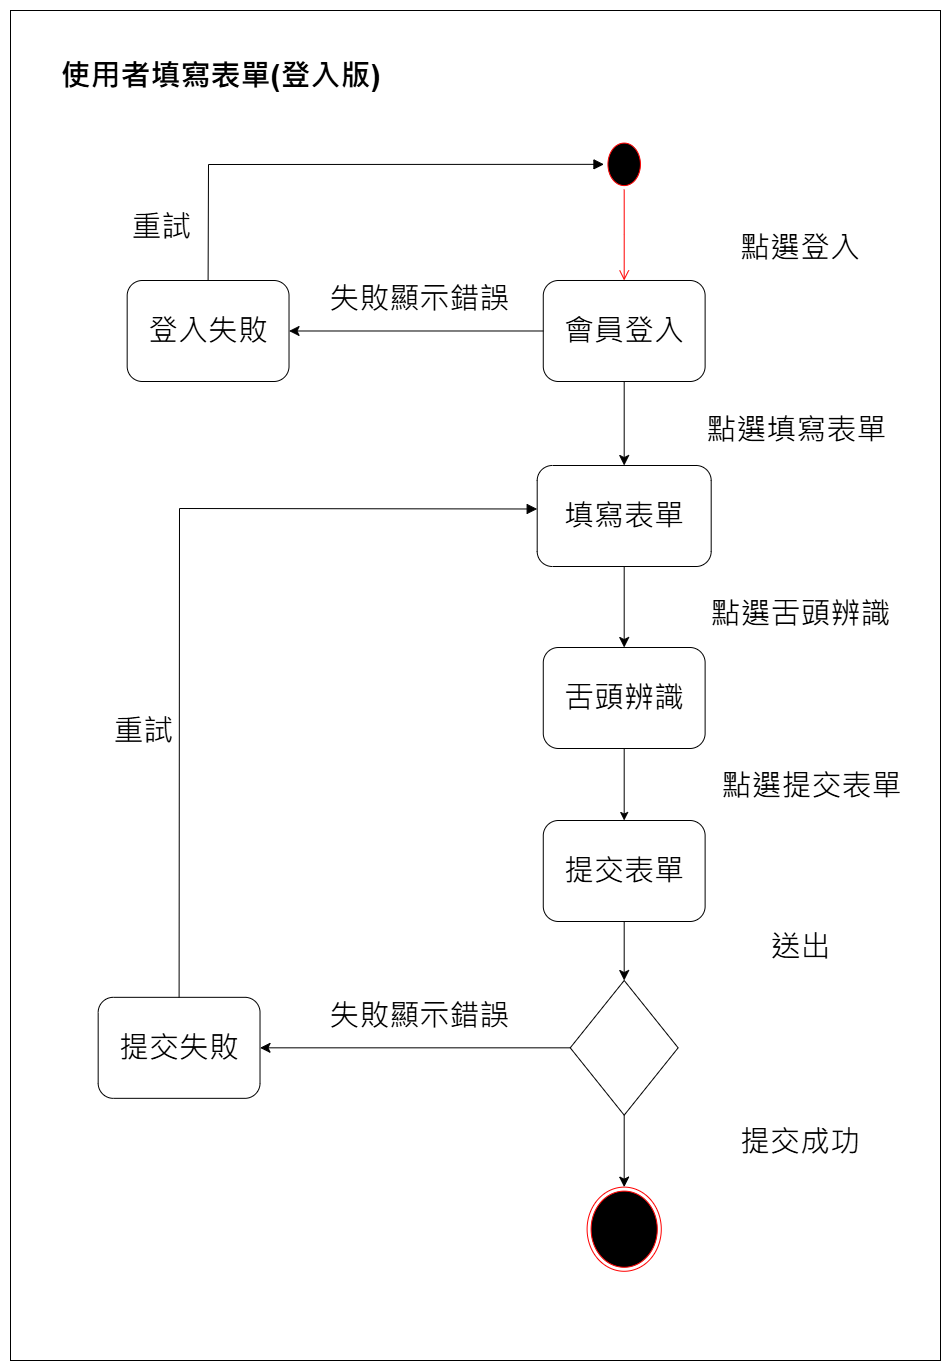 使用者填寫表單(登入版)
重試
點選登入
失敗顯示錯誤
登入失敗
會員登入
點選填寫表單
填寫表單
點選舌頭辨識
舌頭辨識
重試
點選提交表單
提交表單
送出
失敗顯示錯誤
提交失敗
提交成功